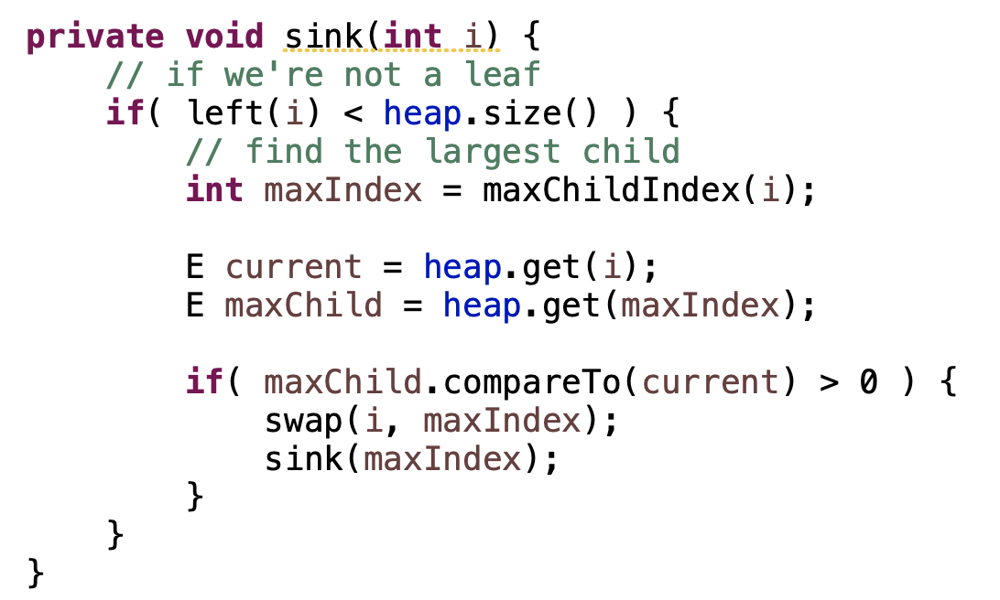 private void sink(int i) {
    // if we're not a leaf
    if( left(i) < heap.size() ) {
        // find the largest child
        int maxIndex = maxChildIndex(i);

        E current = heap.get(i);
        E maxChild = heap.get(maxIndex);

        if( maxChild.compareTo(current) > 0 ) {
            swap(i, maxIndex);
            sink(maxIndex);
        }
    }
}